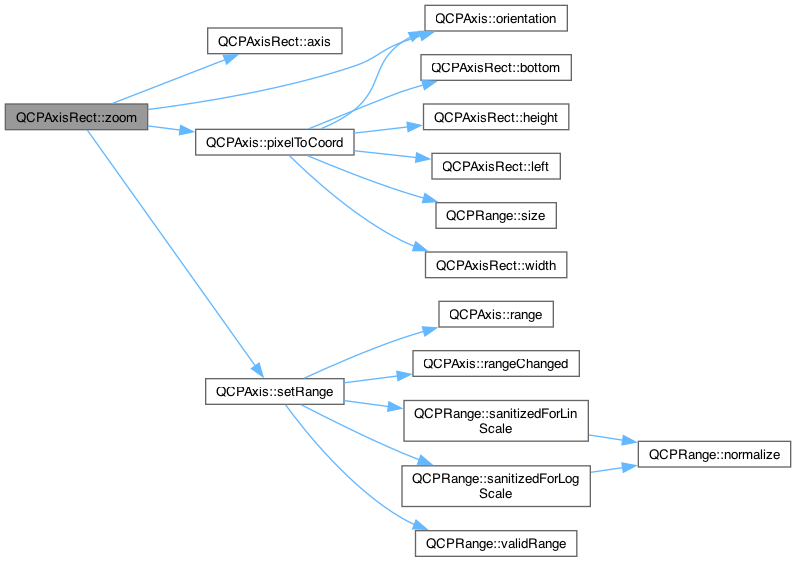 QCPAxis::orientation
QCPAxisRect::axis
QCPAxisRect::bottom
QCPAxisRect::zoom
QCPAxisRect::height
QCPAxis::pixelToCoord
QCPAxisRect::left
QCPRange::size
QCPAxisRect::width
QCPAxis::range
QCPAxis::rangeChanged
QCPAxis::setRange
QCPRange::sanitizedForLin
Scale
QCPRange::normalize
QCPRange::sanitizedForLog
Scale
QCPRange::validRange